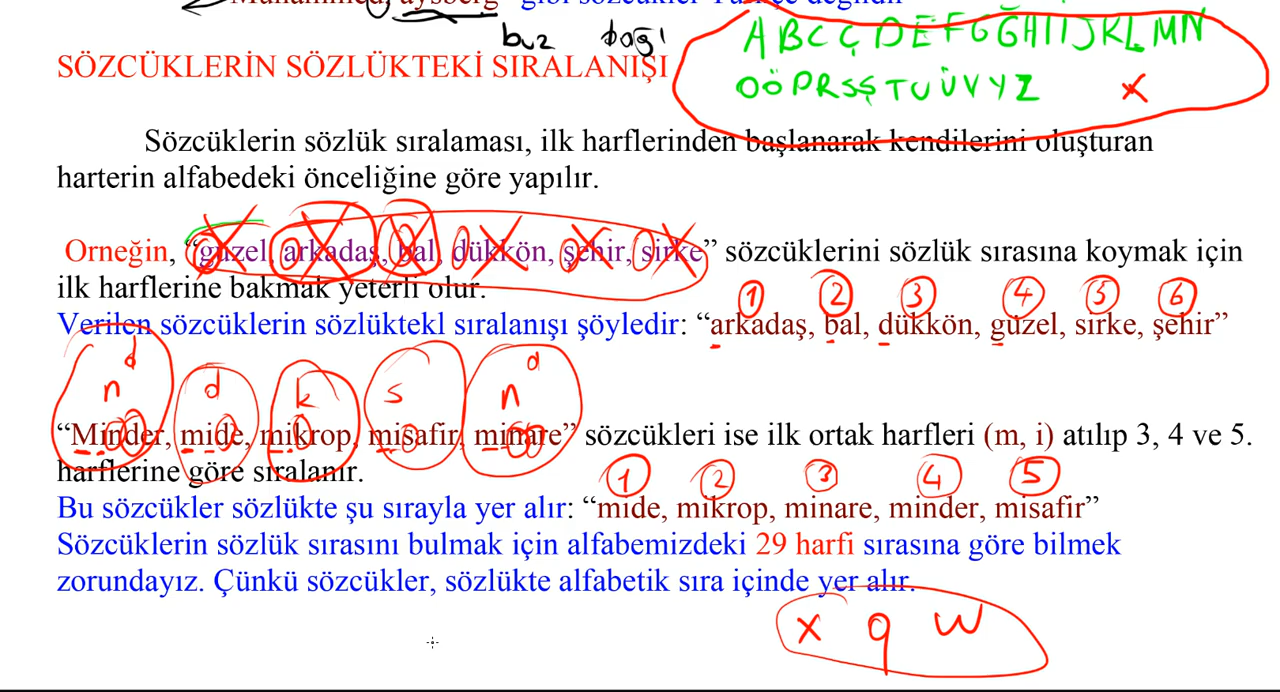 Muhammed, aysberg" gibi sözcükler Türkçe değildir
buz dağı
A B C Ç D E F G Ğ H I İ J K L M N
SÖZCÜKLERİN SÖZLÜKTEKİ SIRALANIŞI
O Ö P R S Ş T U Ü V Y Z X
Sözcüklerin sözlük sıralaması, ilk harflerinden başlanarak kendilerini oluşturan
harterin alfabedeki önceliğine göre yapılır.
Orneğin, “güzel, arkadaş, bal, dükkön, şehir, sirke” sözcüklerini sözlük sırasına koymak için
ilk harflerine bakmak yeterli olur.
1 2 3 4 5 6
Verilen sözcüklerin sözlüktekl sıralanışı şöyledir: “arkadaş, bal, dükkön, güzel, sirke, şehir”
d d
n d k s n
“Minder, mide, mikrop, misafir, minare” sözcükleri ise ilk ortak harfleri (m, i) atılıp 3, 4 ve 5.
harflerine göre sıralanır.
1 2 3 4 5
Bu sözcükler sözlükte şu sırayla yer alır: “mide, mikrop, minare, minder, misafir”
Sözcüklerin sözlük sırasını bulmak için alfabemizdeki 29 harfi sırasına göre bilmek
zorundayız. Çünkü sözcükler, sözlükte alfabetik sıra içinde yer alır.
x q w